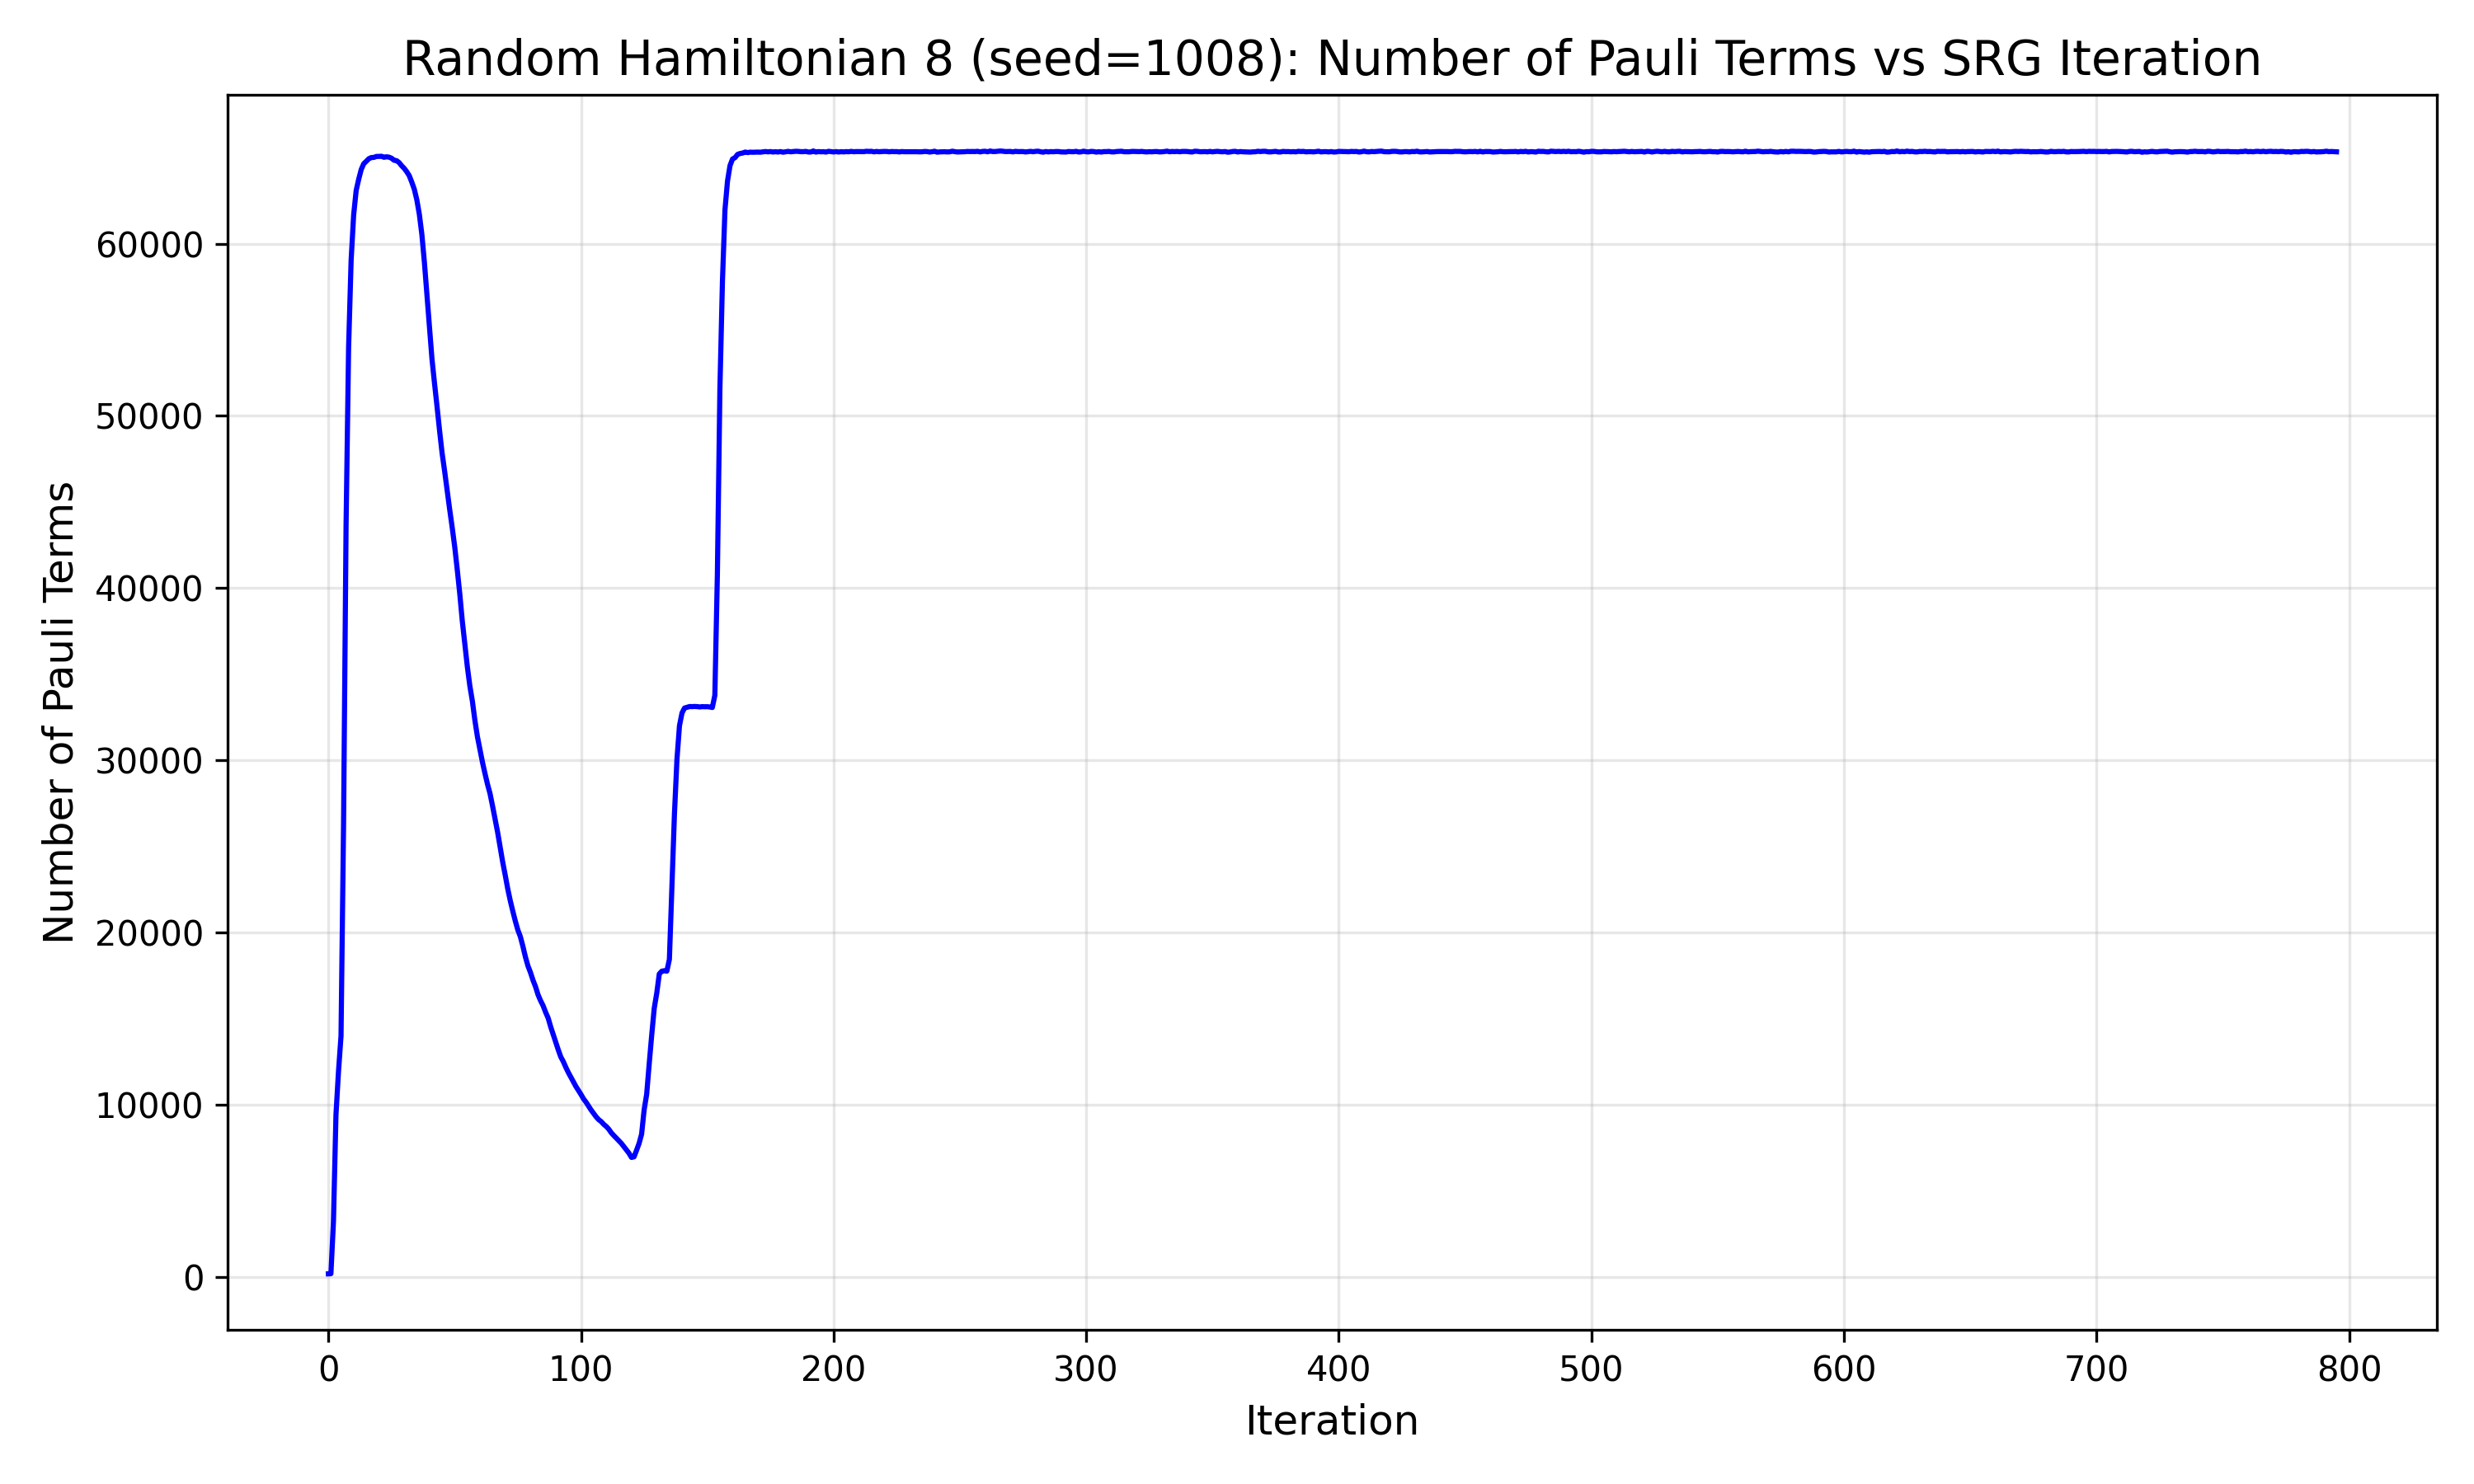 Random Hamiltonian 8 (seed=1008): Number of Pauli Terms vs SRG Iteration
Number of Pauli Terms
60000
50000
40000
30000
20000
10000
0
0 100 200 300 400 500 600 700 800
Iteration